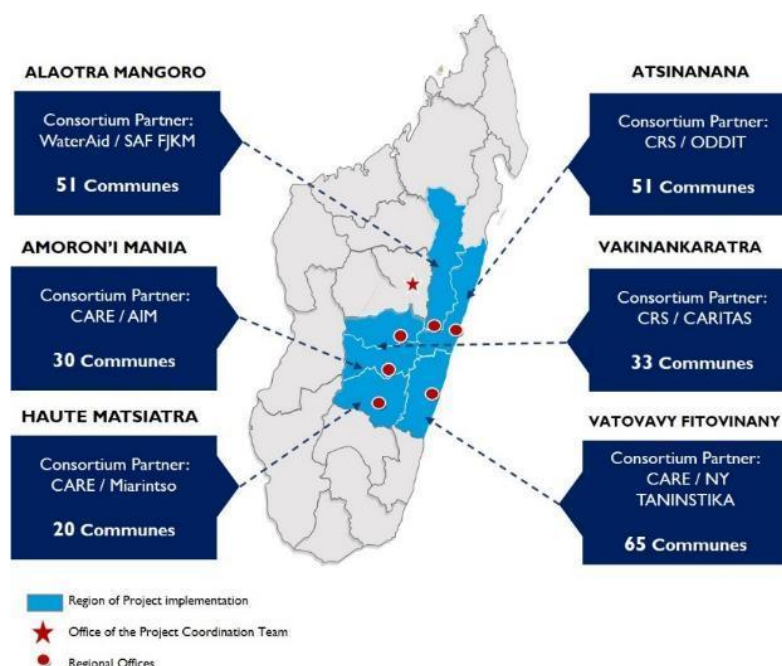 ALAOTRA MANGORO
Consortium Partner:
WaterAid / SAF FJKM
51 Communes
AMORON'I MANIA
Consortium Partner:
CARE / AIM
30 Communes
HAUTE MATSIATRA
Consortium Partner:
CARE / Miarintso
20 Communes
ATSINANANA
Consortium Partner:
CRS / ODDIT
51 Communes
VAKINANKARATRA
Consortium Partner:
CRS / CARITAS
33 Communes
VATOVAVY FITOVINANY
Consortium Partner:
CARE / NY
TANINSTIKA
65 Communes
Region of Project implementation
Office of the Project Coordination Team
Regional Offices